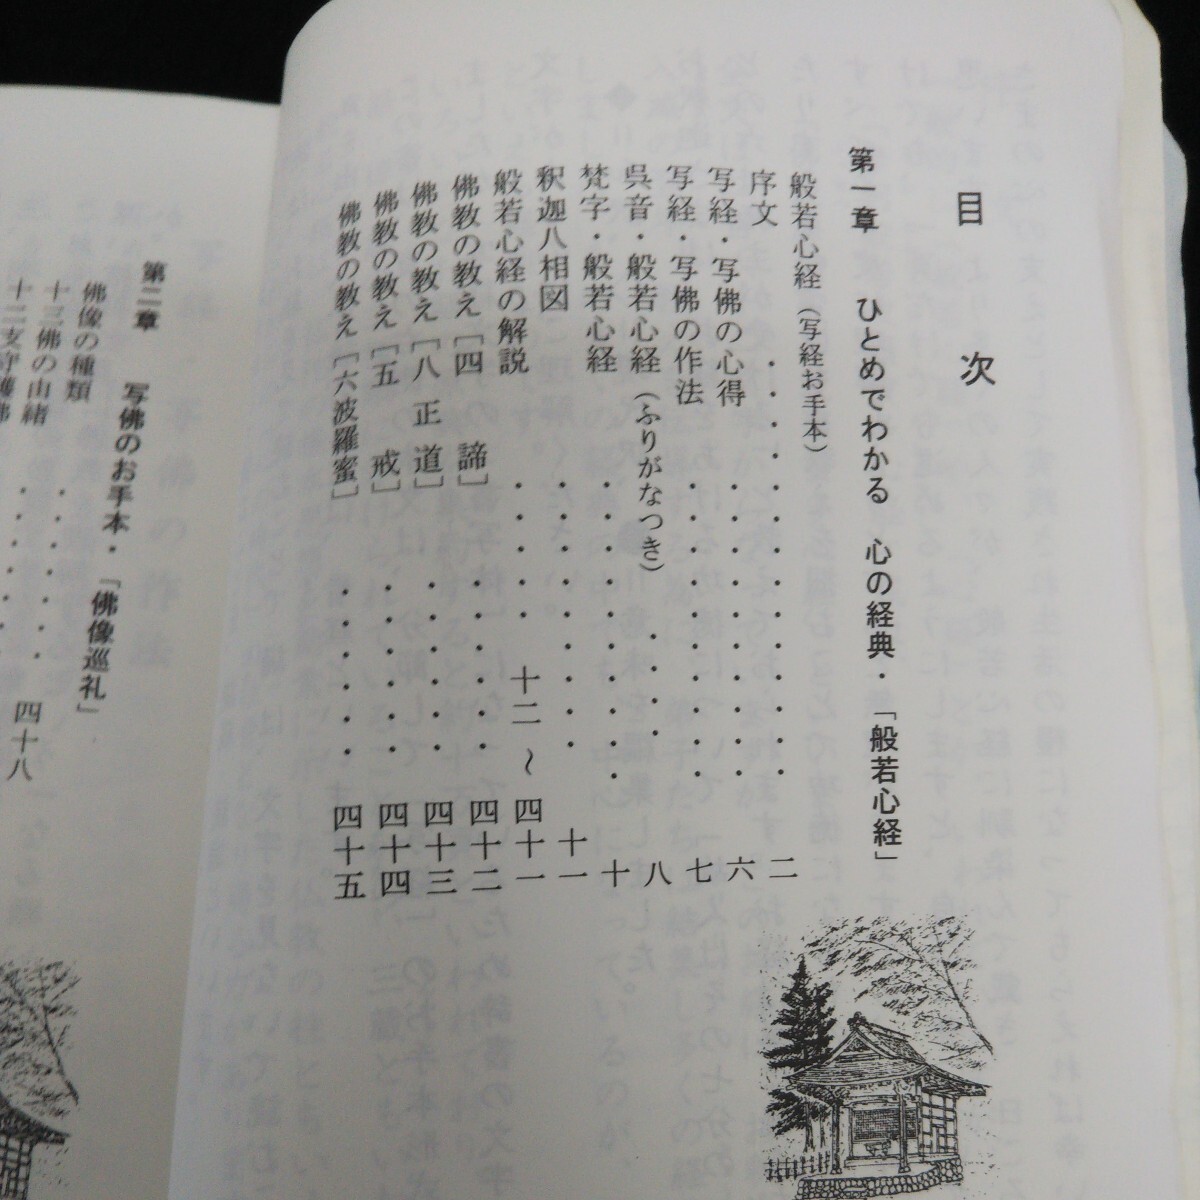 目次
第一章 ひとめでわかる 心の経典・「般若心経」
般若心経（写経お手本）
序文・・・・・・・・・・・・・・二
写経・写佛の心得・・・・・・・・・・六
写経・写佛の作法・・・・・・・・・・七
呉音・般若心経（ふりがなつき）・・・・・八
梵字・般若心経・・・・・・・・・・十
釈迦八相図・・・・・・・・・十一
般若心経の解説・・・・・十二～四十一
佛教の教え［四諦］・・・・・・四十二
佛教の教え［八正道］・・・・・・四十三
佛教の教え［五戒］・・・・・・四十四
佛教の教え［六波羅蜜］・・・・・・四十五
第二章 写佛のお手本・「佛像巡礼」
佛像の種類
十三佛の由緒・・・・・・四十八
十二支守護佛